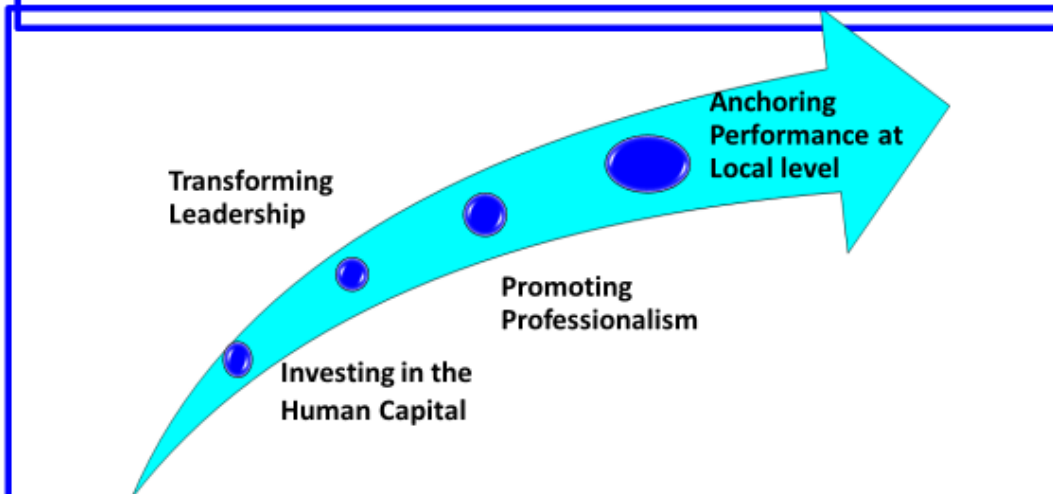 Anchoring
Performance at
Local level
Transforming
Leadership
Promoting
Professionalism
Investing in the
Human Capital